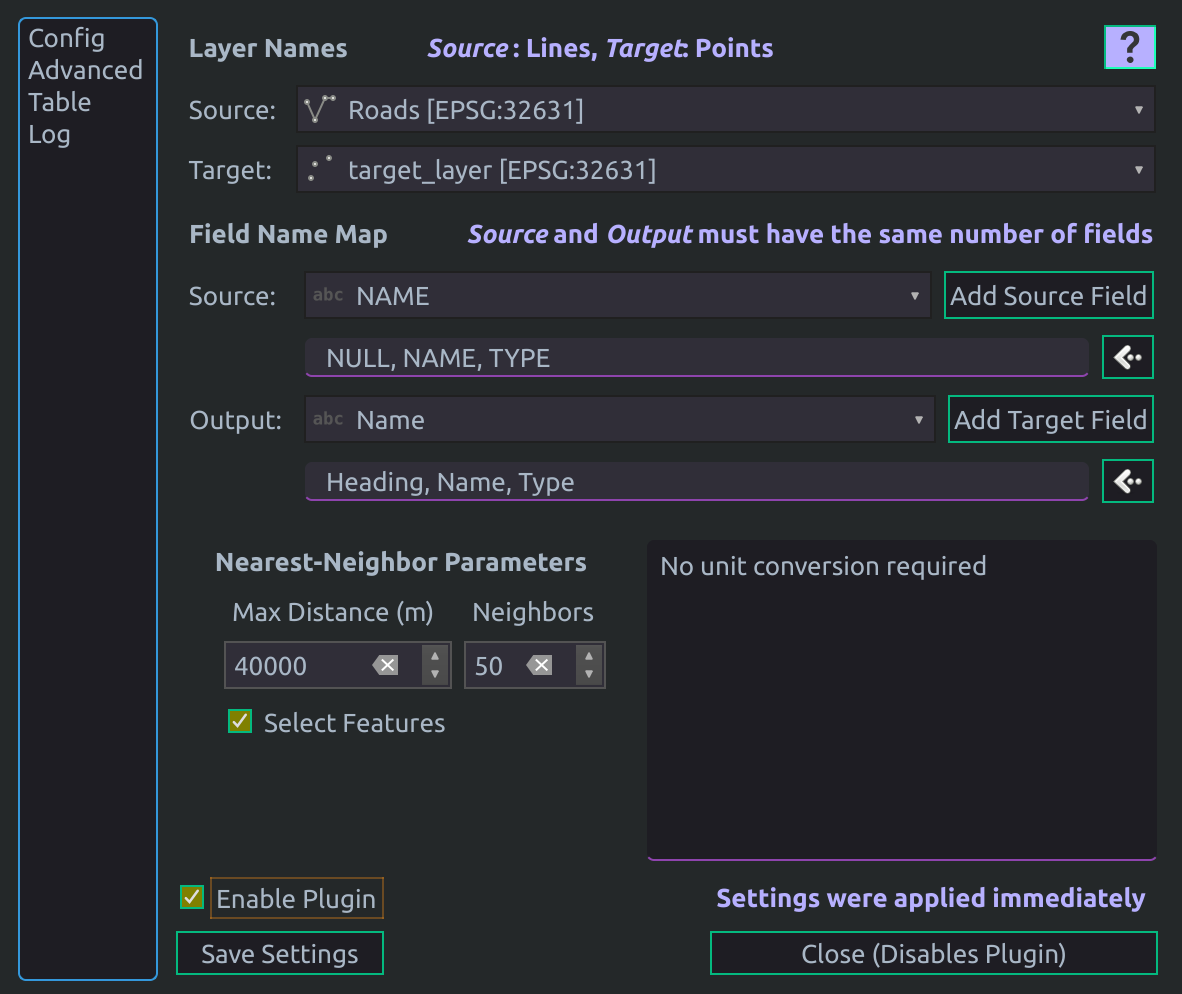 Config
Advanced
Table
Log
Layer Names
Source: Lines, Target: Points
?
Source:
Roads [EPSG:32631]
Target:
target_layer [EPSG:32631]
Field Name Map
Source and Output must have the same number of fields
Source:
abc NAME
Add Source Field
NULL, NAME, TYPE
Output:
abc Name
Add Target Field
Heading, Name, Type
Nearest-Neighbor Parameters
Max Distance (m)
Neighbors
40000
50
Select Features
No unit conversion required
Enable Plugin
Settings were applied immediately
Save Settings
Close (Disables Plugin)